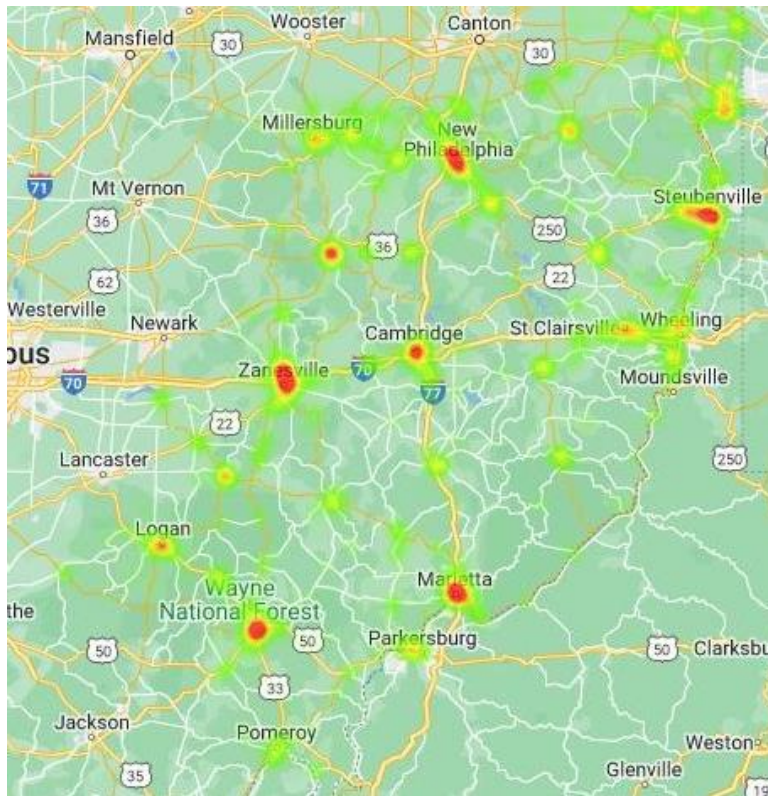 Wooster
Canton
Mansfield
30
30
Millersburg
New
Philadelphia
71
Mt Vernon
Steubenville
36
250
36
22
62
Westerville
Newark
Cambridge
St Clairsville
Wheeling
bus
70
Zanesville
70
77
Moundsville
22
Lancaster
250
Logan
Marietta
Wayne
National Forest
the
50
50
Parkersburg
50
Clarksbu
33
Jackson
Pomeroy
Weston
35
Glenville
19